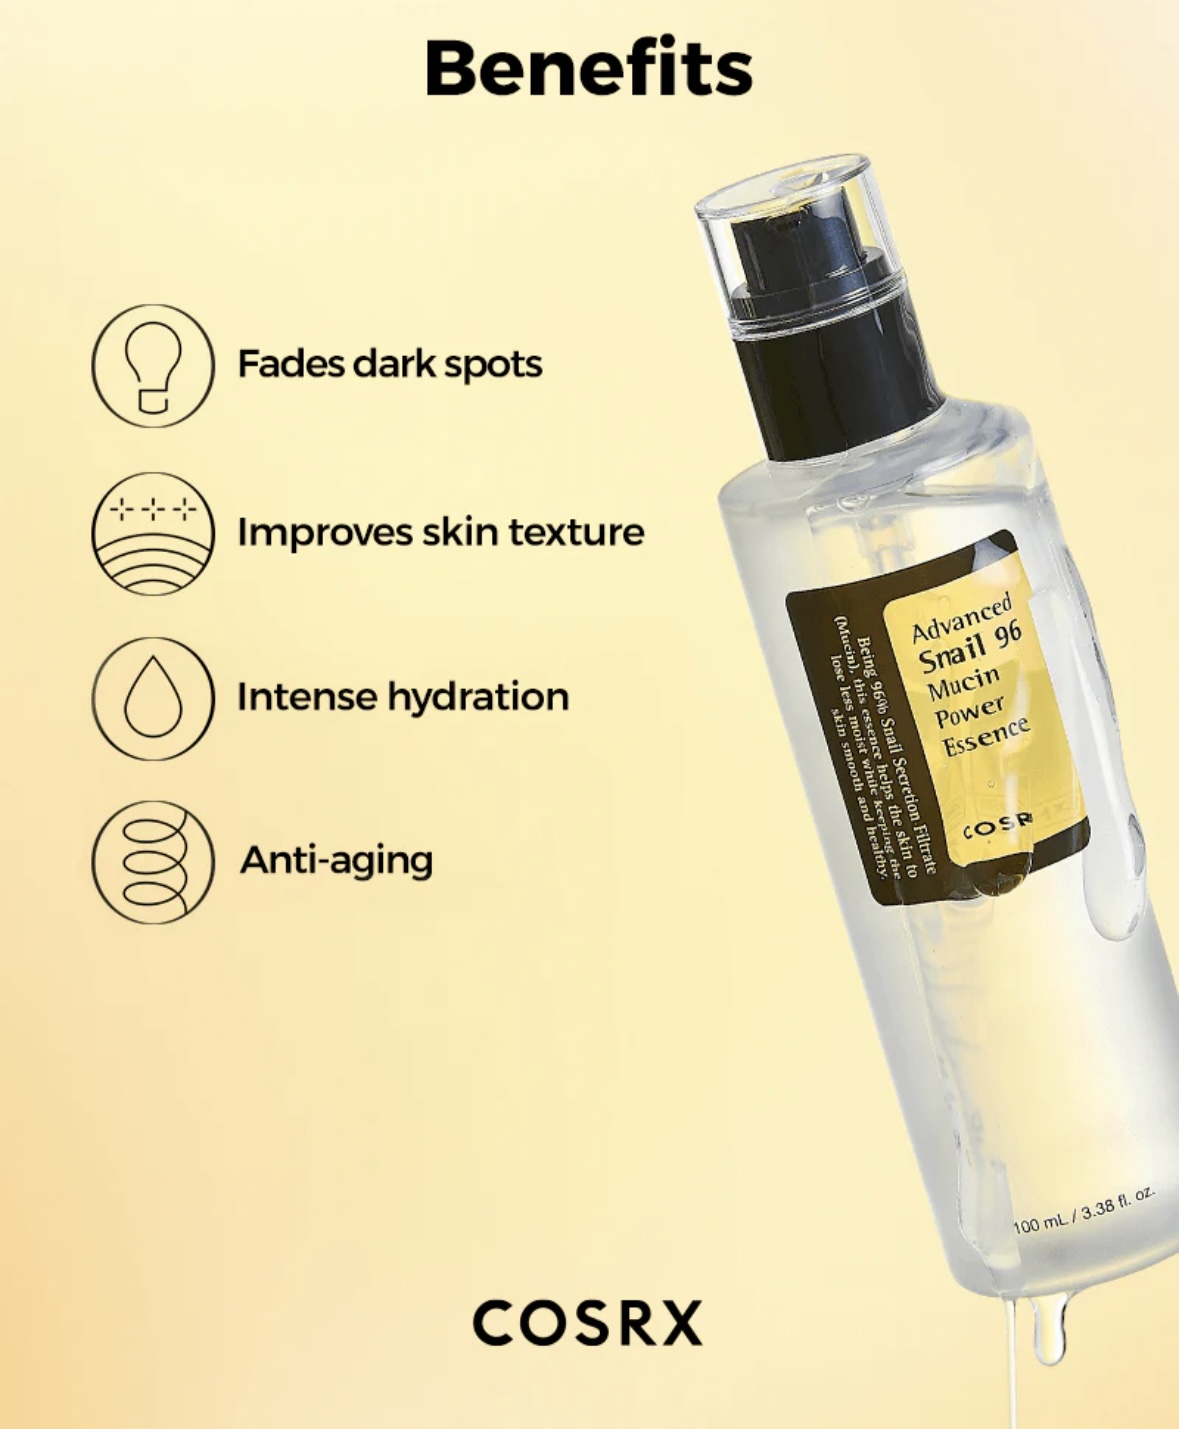 Benefits
Fades dark spots
Improves skin texture
Intense hydration
Anti-aging
Advanced
Snail 96
Mucin
Power
Essence
COSR
Being 96% Snail Secretion Filtrate
(Mucin), this essence helps the skin to
lose less moist while keeping the
skin smooth and healthy.
100 mL / 3.38 fl. oz.
COSRX